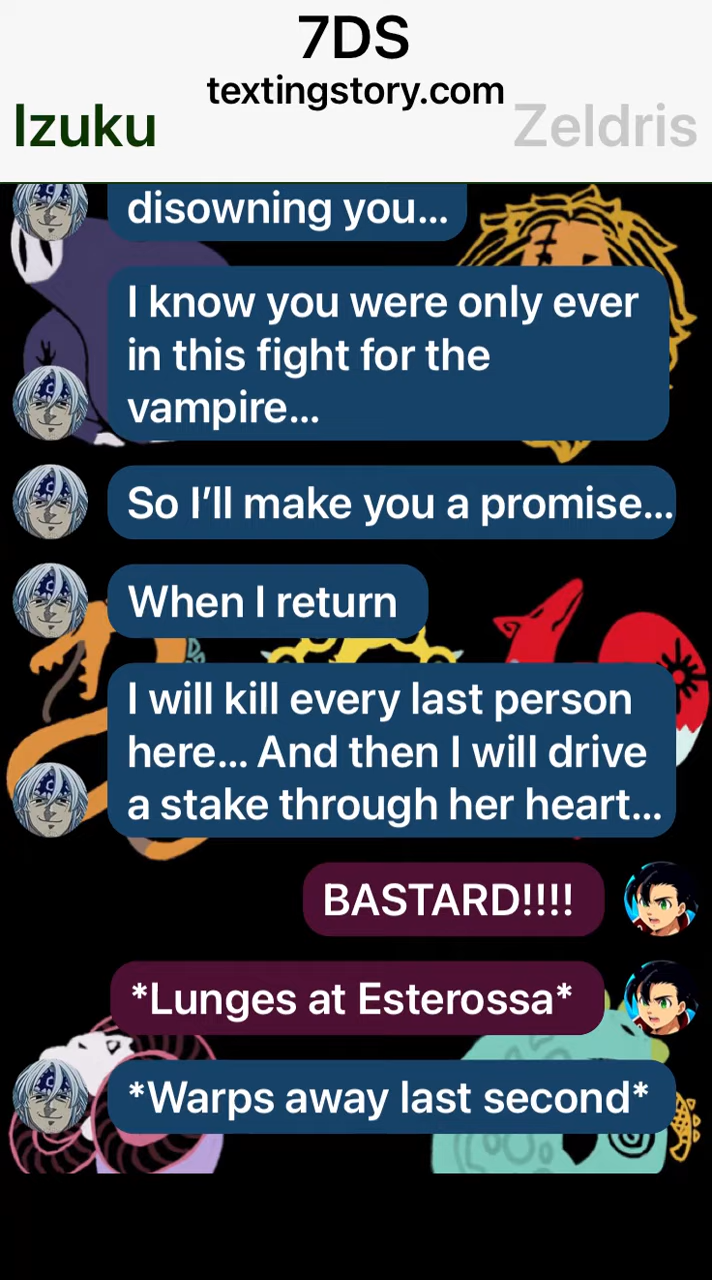 7DS
textingstory.com
Izuku
Zeldris
disowning you...
I know you were only ever
in this fight for the
vampire...
So I’ll make you a promise...
When I return
I will kill every last person
here... And then I will drive
a stake through her heart...
BASTARD!!!!
*Lunges at Esterossa*
*Warps away last second*